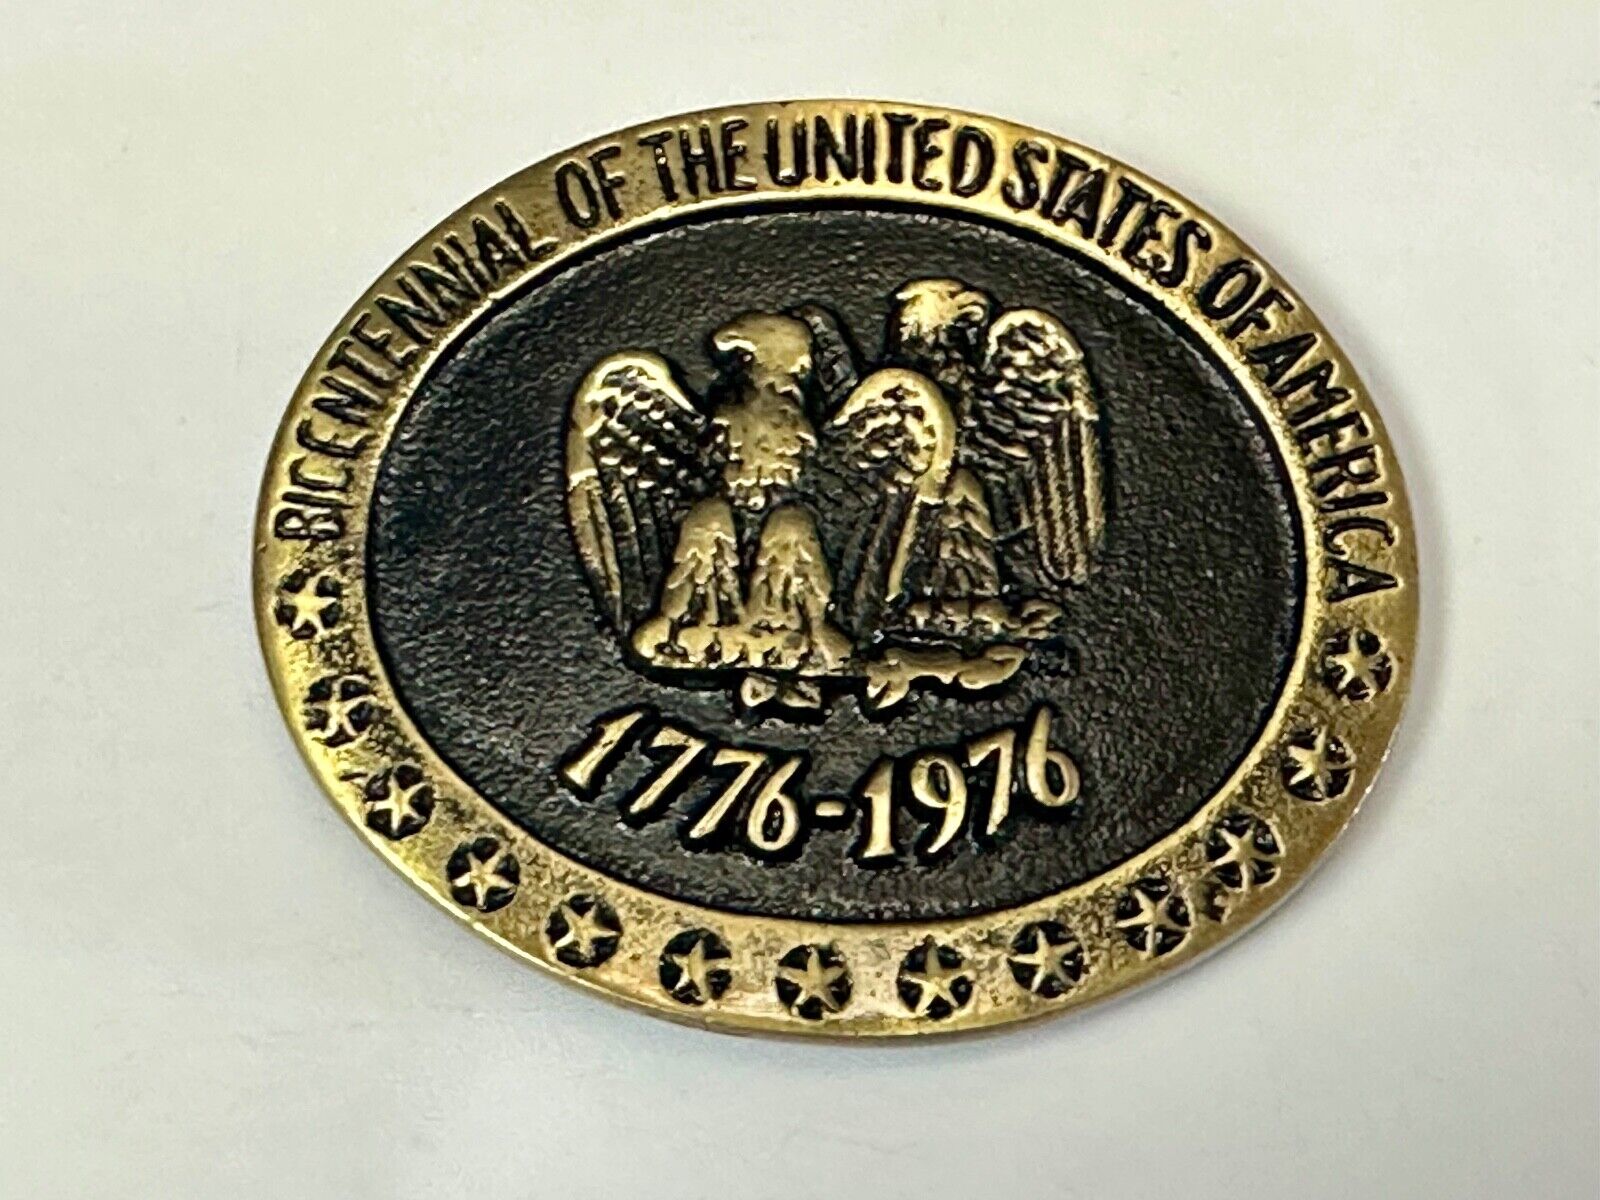 BICENTENNIAL OF THE UNITED STATES OF AMERICA
1776-1976